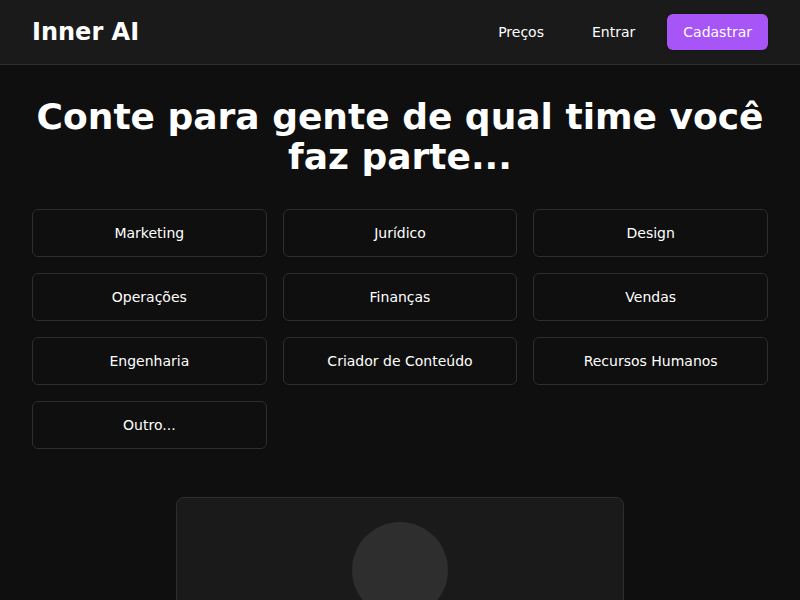 Inner AI
Preços
Entrar
Cadastrar
Conte para gente de qual time você
faz parte...
Marketing
Jurídico
Design
Operações
Finanças
Vendas
Engenharia
Criador de Conteúdo
Recursos Humanos
Outro...